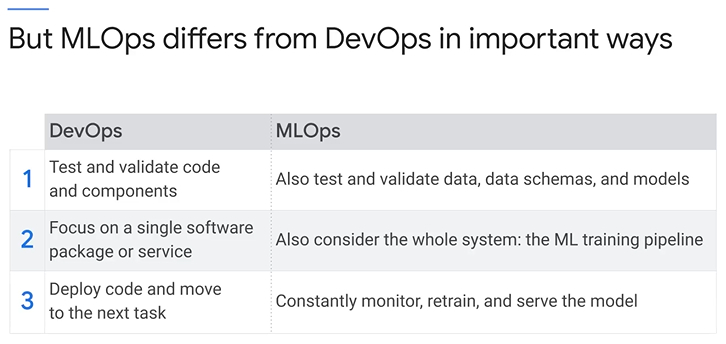 But MLOps differs from DevOps in important ways
DevOps
MLOps
1
Test and validate code
and components
Also test and validate data, data schemas, and models
2
Focus on a single software
package or service
Also consider the whole system: the ML training pipeline
3
Deploy code and move
to the next task
Constantly monitor, retrain, and serve the model